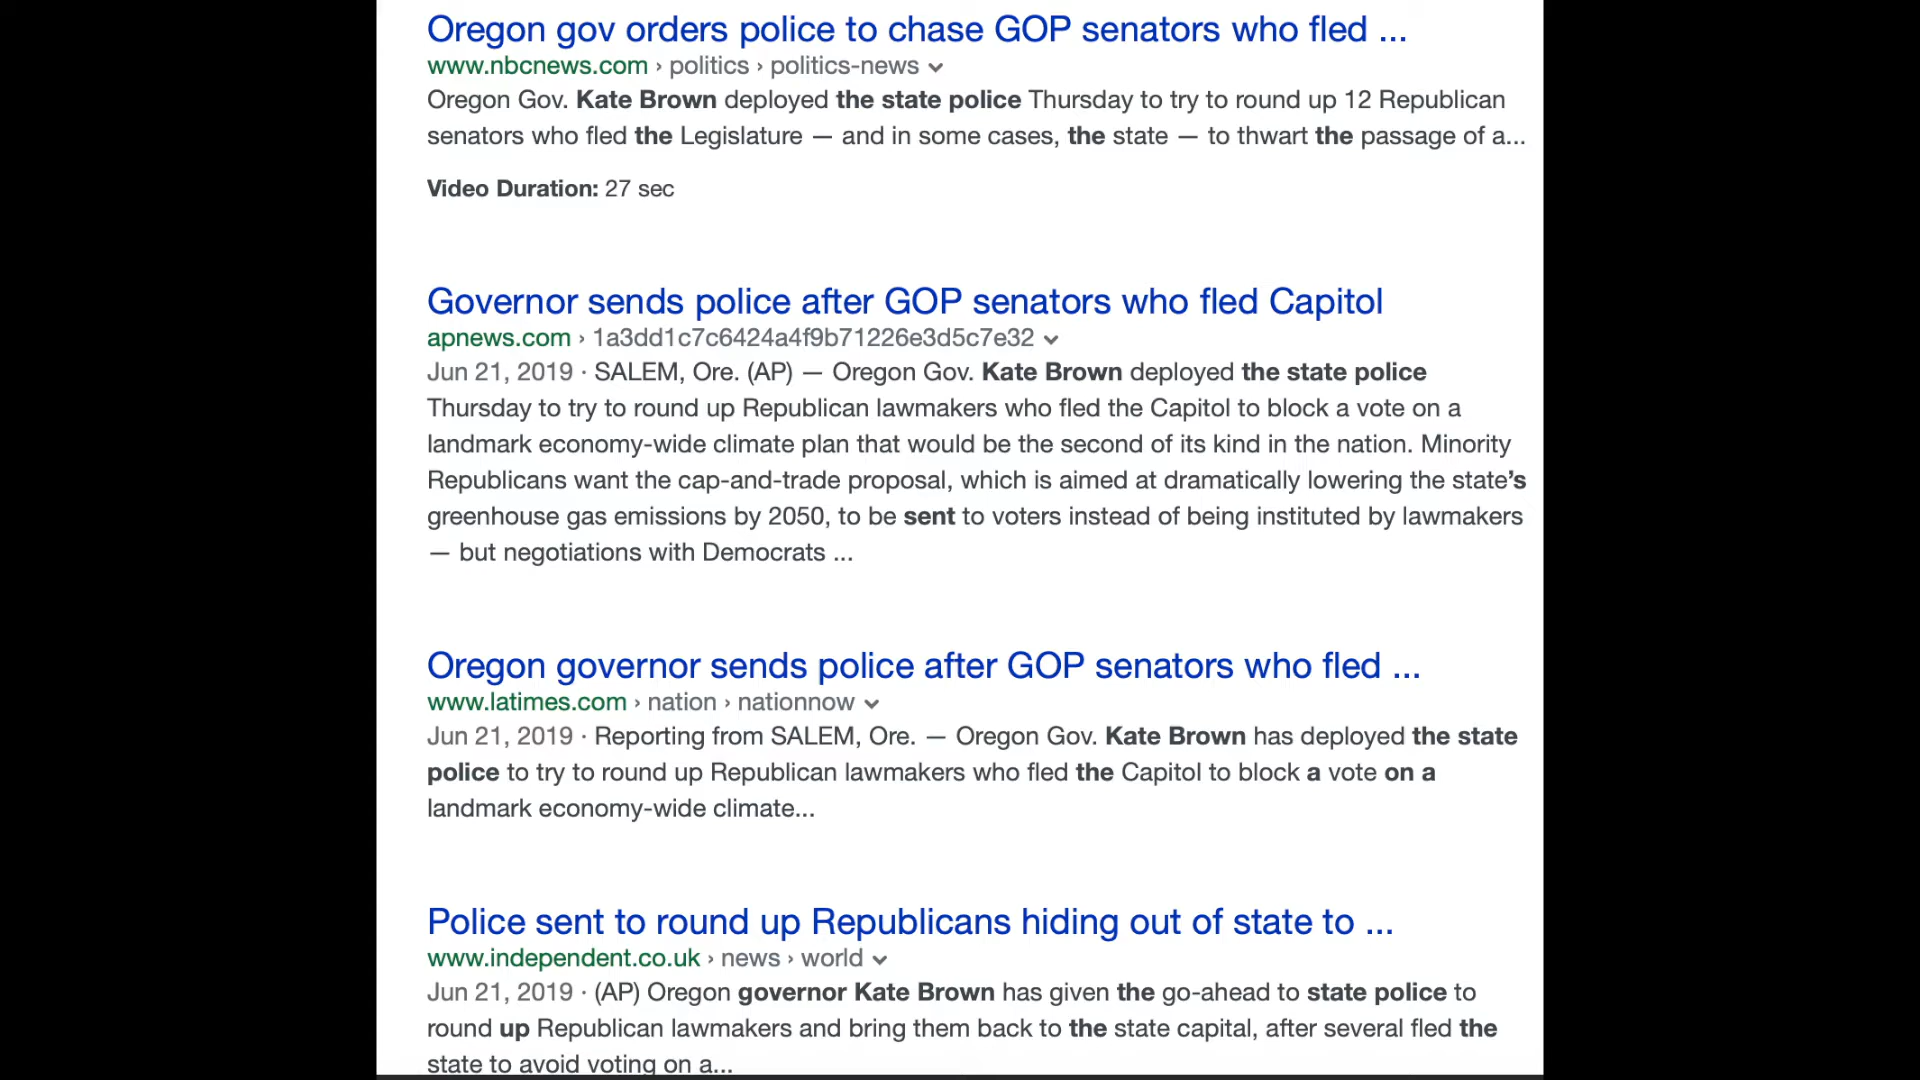 Oregon gov orders police to chase GOP senators who fled ...
www.nbcnews.com › politics › politics-news
Oregon Gov. Kate Brown deployed the state police Thursday to try to round up 12 Republican
senators who fled the Legislature — and in some cases, the state — to thwart the passage of a...
Video Duration: 27 sec
Governor sends police after GOP senators who fled Capitol
apnews.com › 1a3dd1c7c6424a4f9b71226e3d5c7e32
Jun 21, 2019 · SALEM, Ore. (AP) — Oregon Gov. Kate Brown deployed the state police
Thursday to try to round up Republican lawmakers who fled the Capitol to block a vote on a
landmark economy-wide climate plan that would be the second of its kind in the nation. Minority
Republicans want the cap-and-trade proposal, which is aimed at dramatically lowering the state’s
greenhouse gas emissions by 2050, to be sent to voters instead of being instituted by lawmakers
— but negotiations with Democrats ...
Oregon governor sends police after GOP senators who fled ...
www.latimes.com › nation › nationnow
Jun 21, 2019 · Reporting from SALEM, Ore. — Oregon Gov. Kate Brown has deployed the state
police to try to round up Republican lawmakers who fled the Capitol to block a vote on a
landmark economy-wide climate...
Police sent to round up Republicans hiding out of state to ...
www.independent.co.uk › news › world
Jun 21, 2019 · (AP) Oregon governor Kate Brown has given the go-ahead to state police to
round up Republican lawmakers and bring them back to the state capital, after several fled the
state to avoid voting on a...